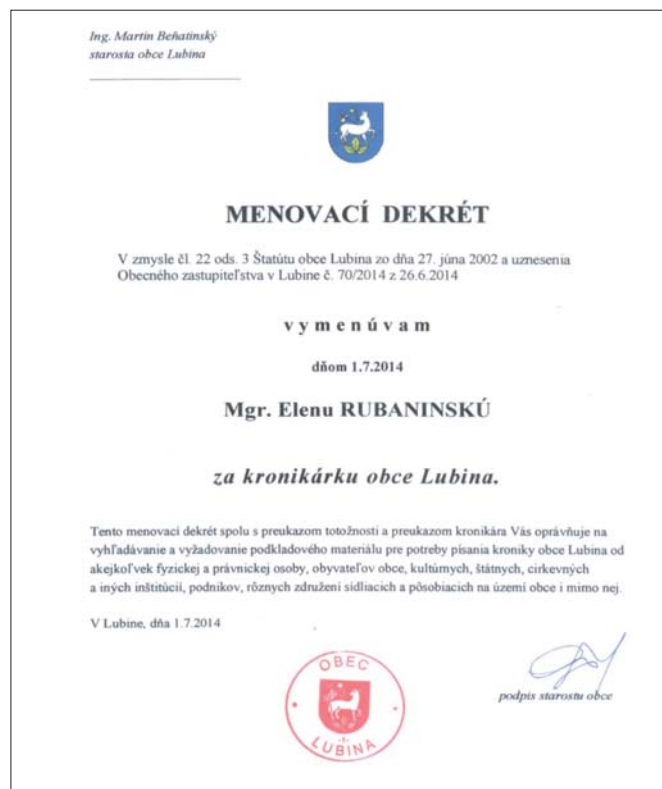 Ing. Martin Beňatinský
starosta obce Lubina
MENOVACÍ DEKRÉT
V zmysle čl. 22 ods. 3 Štatútu obce Lubina zo dňa 27. júna 2002 a uznesenia
Obecného zastupiteľstva v Lubine č. 70/2014 z 26.6.2014
vymenúvam
dňom 1.7.2014
Mgr. Elenu RUBANINSKÚ
za kronikárku obce Lubina.
Tento menovací dekrét spolu s preukazom totožnosti a preukazom kronikára Vás oprávňuje na
vyhľadávanie a vyžadovanie podkladového materiálu pre potreby písania kroniky obce Lubina od
akejkoľvek fyzickej a právnickej osoby, obyvateľov obce, kultúrnych, štátnych, cirkevných
a iných inštitúcií, podnikov, rôznych združení sídliacich a pôsobiacich na území obce i mimo nej.
V Lubine, dňa 1.7.2014
OBEC
LUBINA
podpis starostu obce